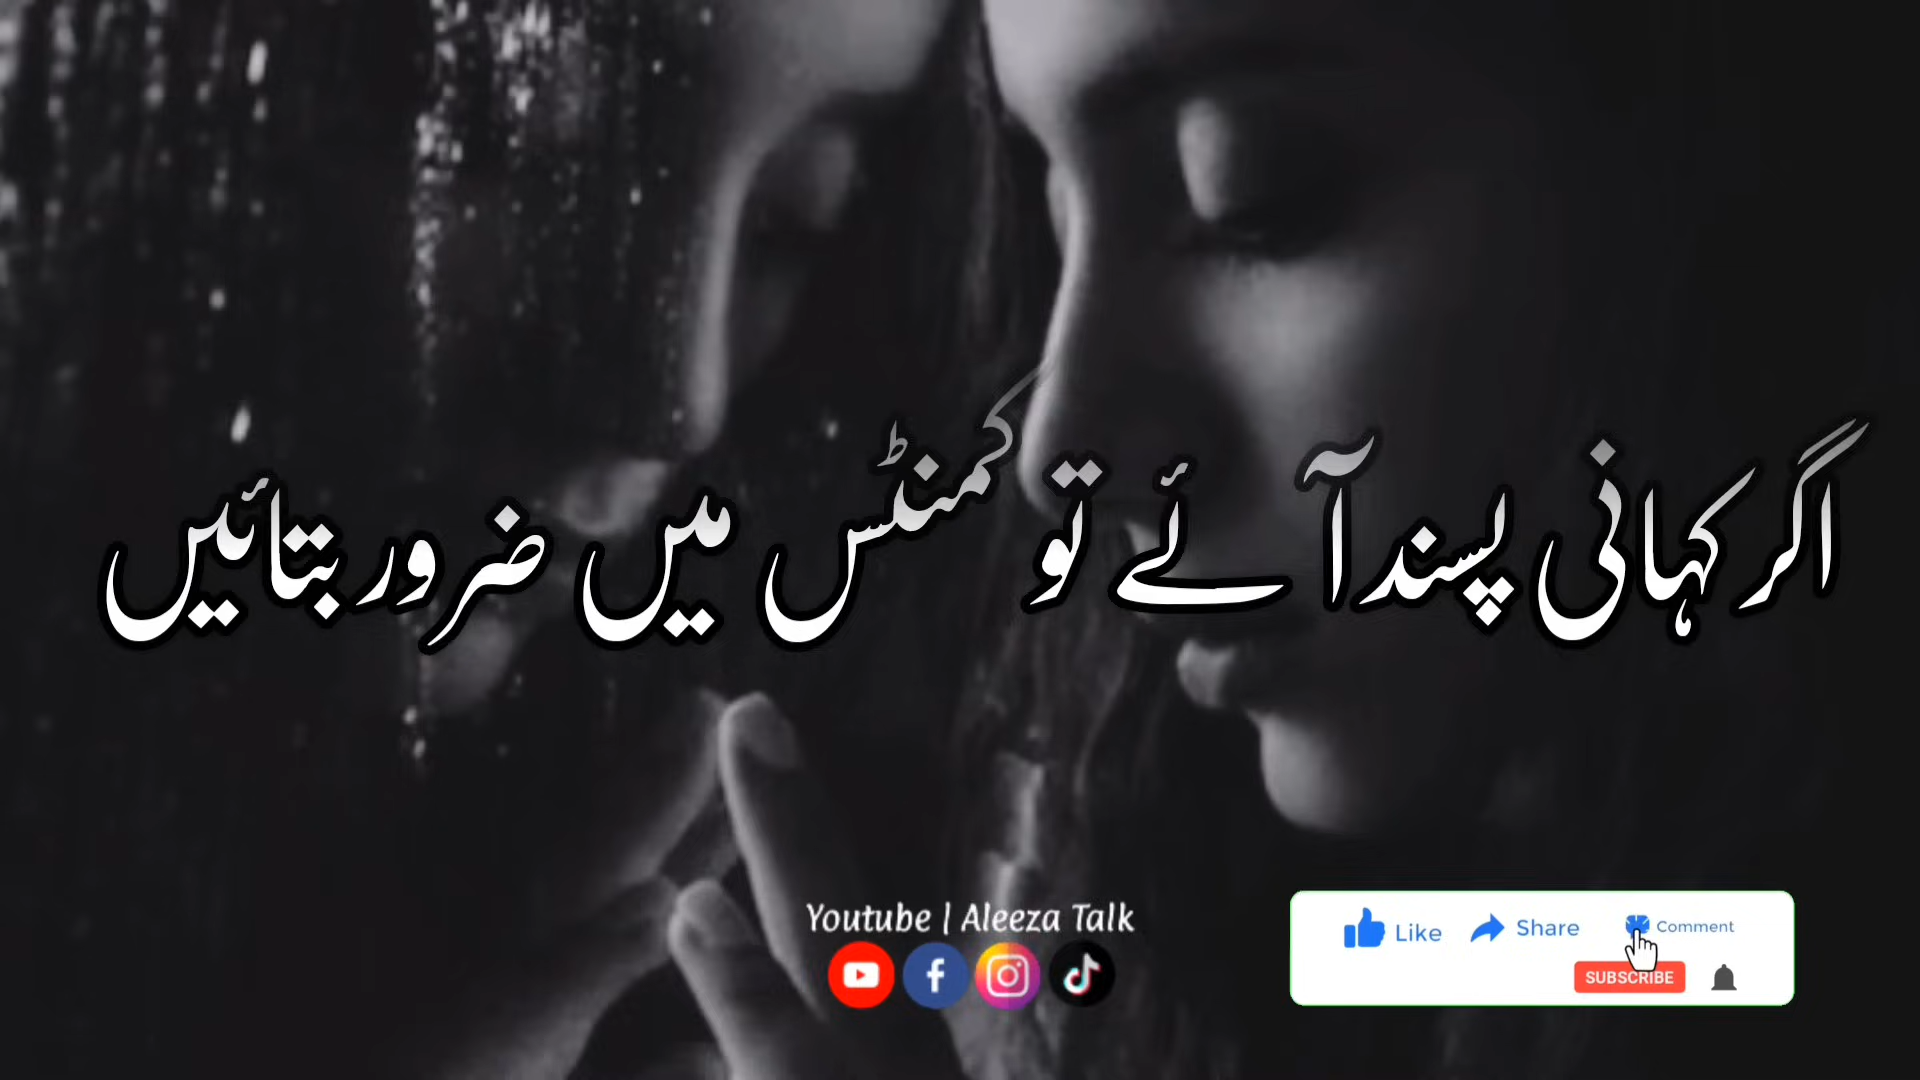 اگر کہانی پسند آئے تو کمنٹس میں ضرور بتائیں
Youtube | Aleeza Talk
Like Share Comment
SUBSCRIBE